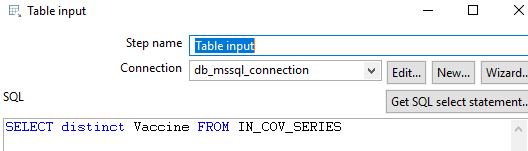 Table input
Step name Table input
Connection db_mssql_connection Edit... New... Wizard...
SQL Get SQL select statement...
SELECT distinct Vaccine FROM IN_COV_SERIES